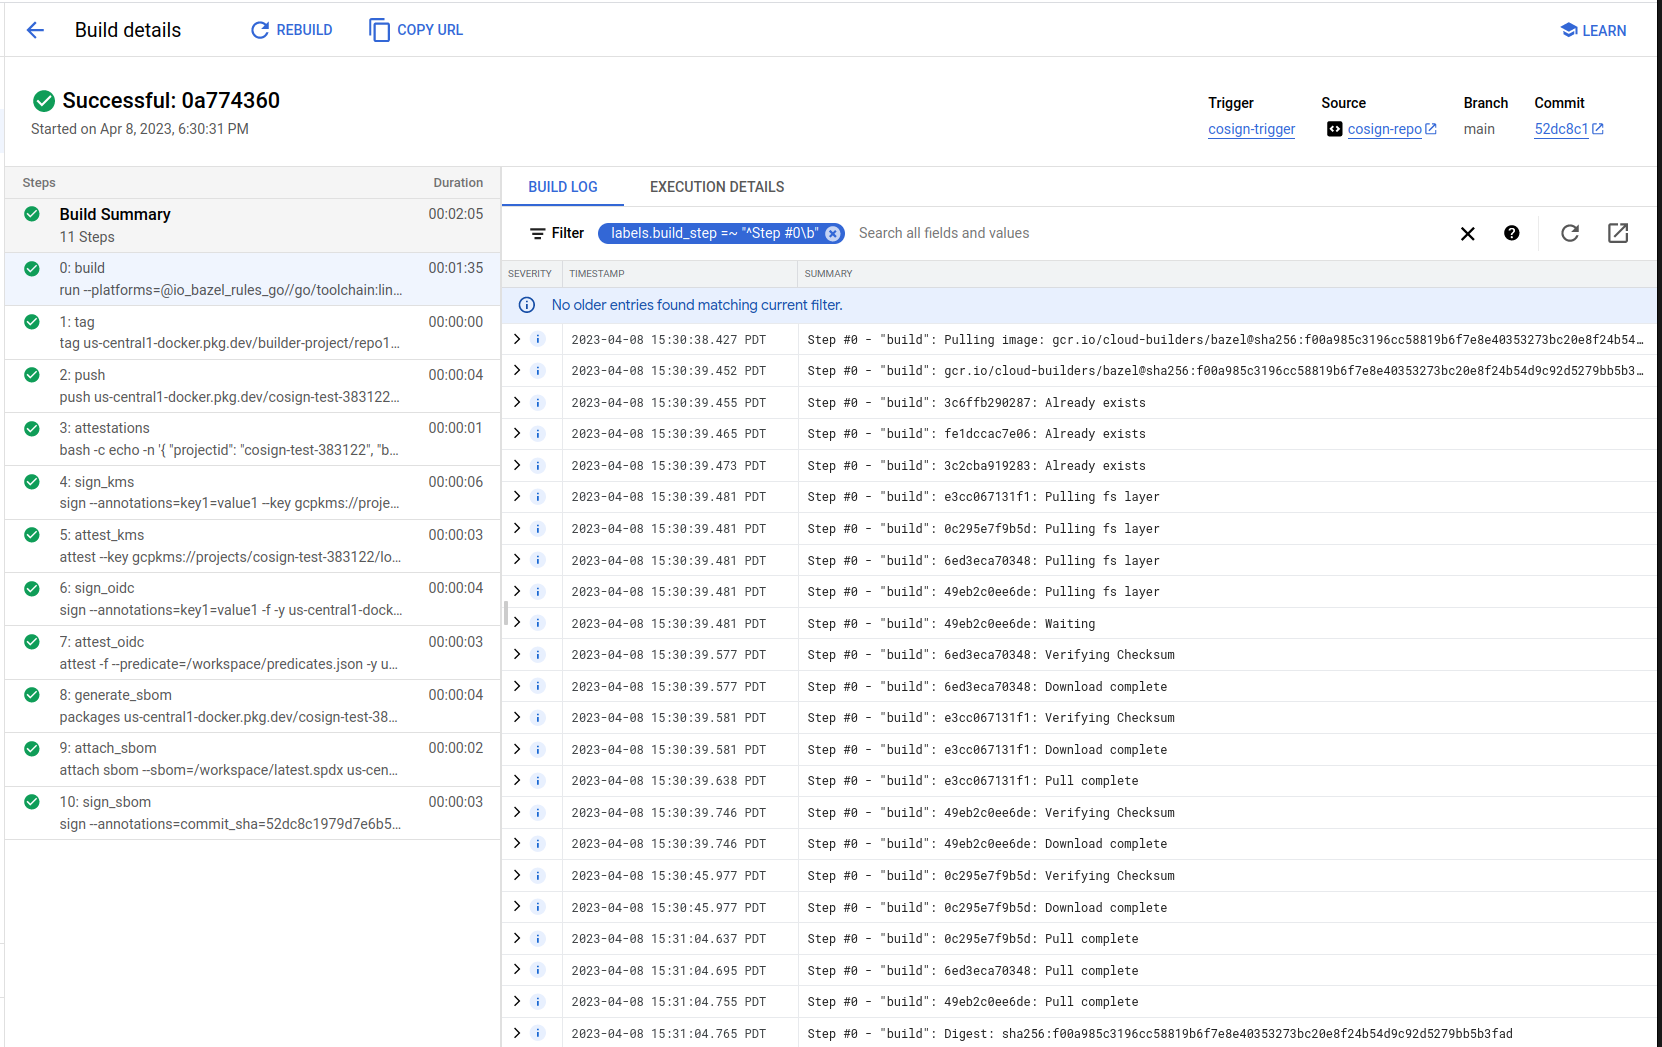 Build details
REBUILD
COPY URL
LEARN
Successful: 0a774360
Started on Apr 8, 2023, 6:30:31 PM
Trigger
Source
Branch
Commit
cosign-trigger
cosign-repo
main
52dc8c1
Steps
Duration
Build Summary
00:02:05
11 Steps
0: build
00:01:35
run --platforms=@io_bazel_rules_go//go/toolchain:lin…
1: tag
00:00:00
tag us-central1-docker.pkg.dev/builder-project/repo1…
2: push
00:00:04
push us-central1-docker.pkg.dev/cosign-test-383122…
3: attestations
00:00:01
bash -c echo -n '{ "projectid": "cosign-test-383122", "b…
4: sign_kms
00:00:06
sign --annotations=key1=value1 --key gcpkms://proje…
5: attest_kms
00:00:03
attest --key gcpkms://projects/cosign-test-383122/lo…
6: sign_oidc
00:00:04
sign --annotations=key1=value1 -f -y us-central1-dock…
7: attest_oidc
00:00:03
attest -f --predicate=/workspace/predicates.json -y u…
8: generate_sbom
00:00:04
packages us-central1-docker.pkg.dev/cosign-test-38…
9: attach_sbom
00:00:02
attach sbom --sbom=/workspace/latest.spdx us-cen…
10: sign_sbom
00:00:03
sign --annotations=commit_sha=52dc8c1979d7e6b5…
BUILD LOG
EXECUTION DETAILS
Filter
labels.build_step =~ "^Step #0\b"
Search all fields and values
SEVERITY
TIMESTAMP
SUMMARY
No older entries found matching current filter.
2023-04-08 15:30:38.427 PDT Step #0 - "build": Pulling image: gcr.io/cloud-builders/bazel@sha256:f00a985c3196cc58819b6f7e8e40353273bc20e8f24b54…
2023-04-08 15:30:39.452 PDT Step #0 - "build": gcr.io/cloud-builders/bazel@sha256:f00a985c3196cc58819b6f7e8e40353273bc20e8f24b54d9c92d5279bb5b3…
2023-04-08 15:30:39.455 PDT Step #0 - "build": 3c6ffb290287: Already exists
2023-04-08 15:30:39.465 PDT Step #0 - "build": fe1dccac7e06: Already exists
2023-04-08 15:30:39.473 PDT Step #0 - "build": 3c2cba919283: Already exists
2023-04-08 15:30:39.481 PDT Step #0 - "build": e3cc067131f1: Pulling fs layer
2023-04-08 15:30:39.481 PDT Step #0 - "build": 0c295e7f9b5d: Pulling fs layer
2023-04-08 15:30:39.481 PDT Step #0 - "build": 6ed3eca70348: Pulling fs layer
2023-04-08 15:30:39.481 PDT Step #0 - "build": 49eb2c0ee6de: Pulling fs layer
2023-04-08 15:30:39.481 PDT Step #0 - "build": 49eb2c0ee6de: Waiting
2023-04-08 15:30:39.577 PDT Step #0 - "build": 6ed3eca70348: Verifying Checksum
2023-04-08 15:30:39.577 PDT Step #0 - "build": 6ed3eca70348: Download complete
2023-04-08 15:30:39.581 PDT Step #0 - "build": e3cc067131f1: Verifying Checksum
2023-04-08 15:30:39.581 PDT Step #0 - "build": e3cc067131f1: Download complete
2023-04-08 15:30:39.638 PDT Step #0 - "build": e3cc067131f1: Pull complete
2023-04-08 15:30:39.746 PDT Step #0 - "build": 49eb2c0ee6de: Verifying Checksum
2023-04-08 15:30:39.746 PDT Step #0 - "build": 49eb2c0ee6de: Download complete
2023-04-08 15:30:45.977 PDT Step #0 - "build": 0c295e7f9b5d: Verifying Checksum
2023-04-08 15:30:45.977 PDT Step #0 - "build": 0c295e7f9b5d: Download complete
2023-04-08 15:31:04.637 PDT Step #0 - "build": 0c295e7f9b5d: Pull complete
2023-04-08 15:31:04.695 PDT Step #0 - "build": 6ed3eca70348: Pull complete
2023-04-08 15:31:04.755 PDT Step #0 - "build": 49eb2c0ee6de: Pull complete
2023-04-08 15:31:04.765 PDT Step #0 - "build": Digest: sha256:f00a985c3196cc58819b6f7e8e40353273bc20e8f24b54d9c92d5279bb5b3fad